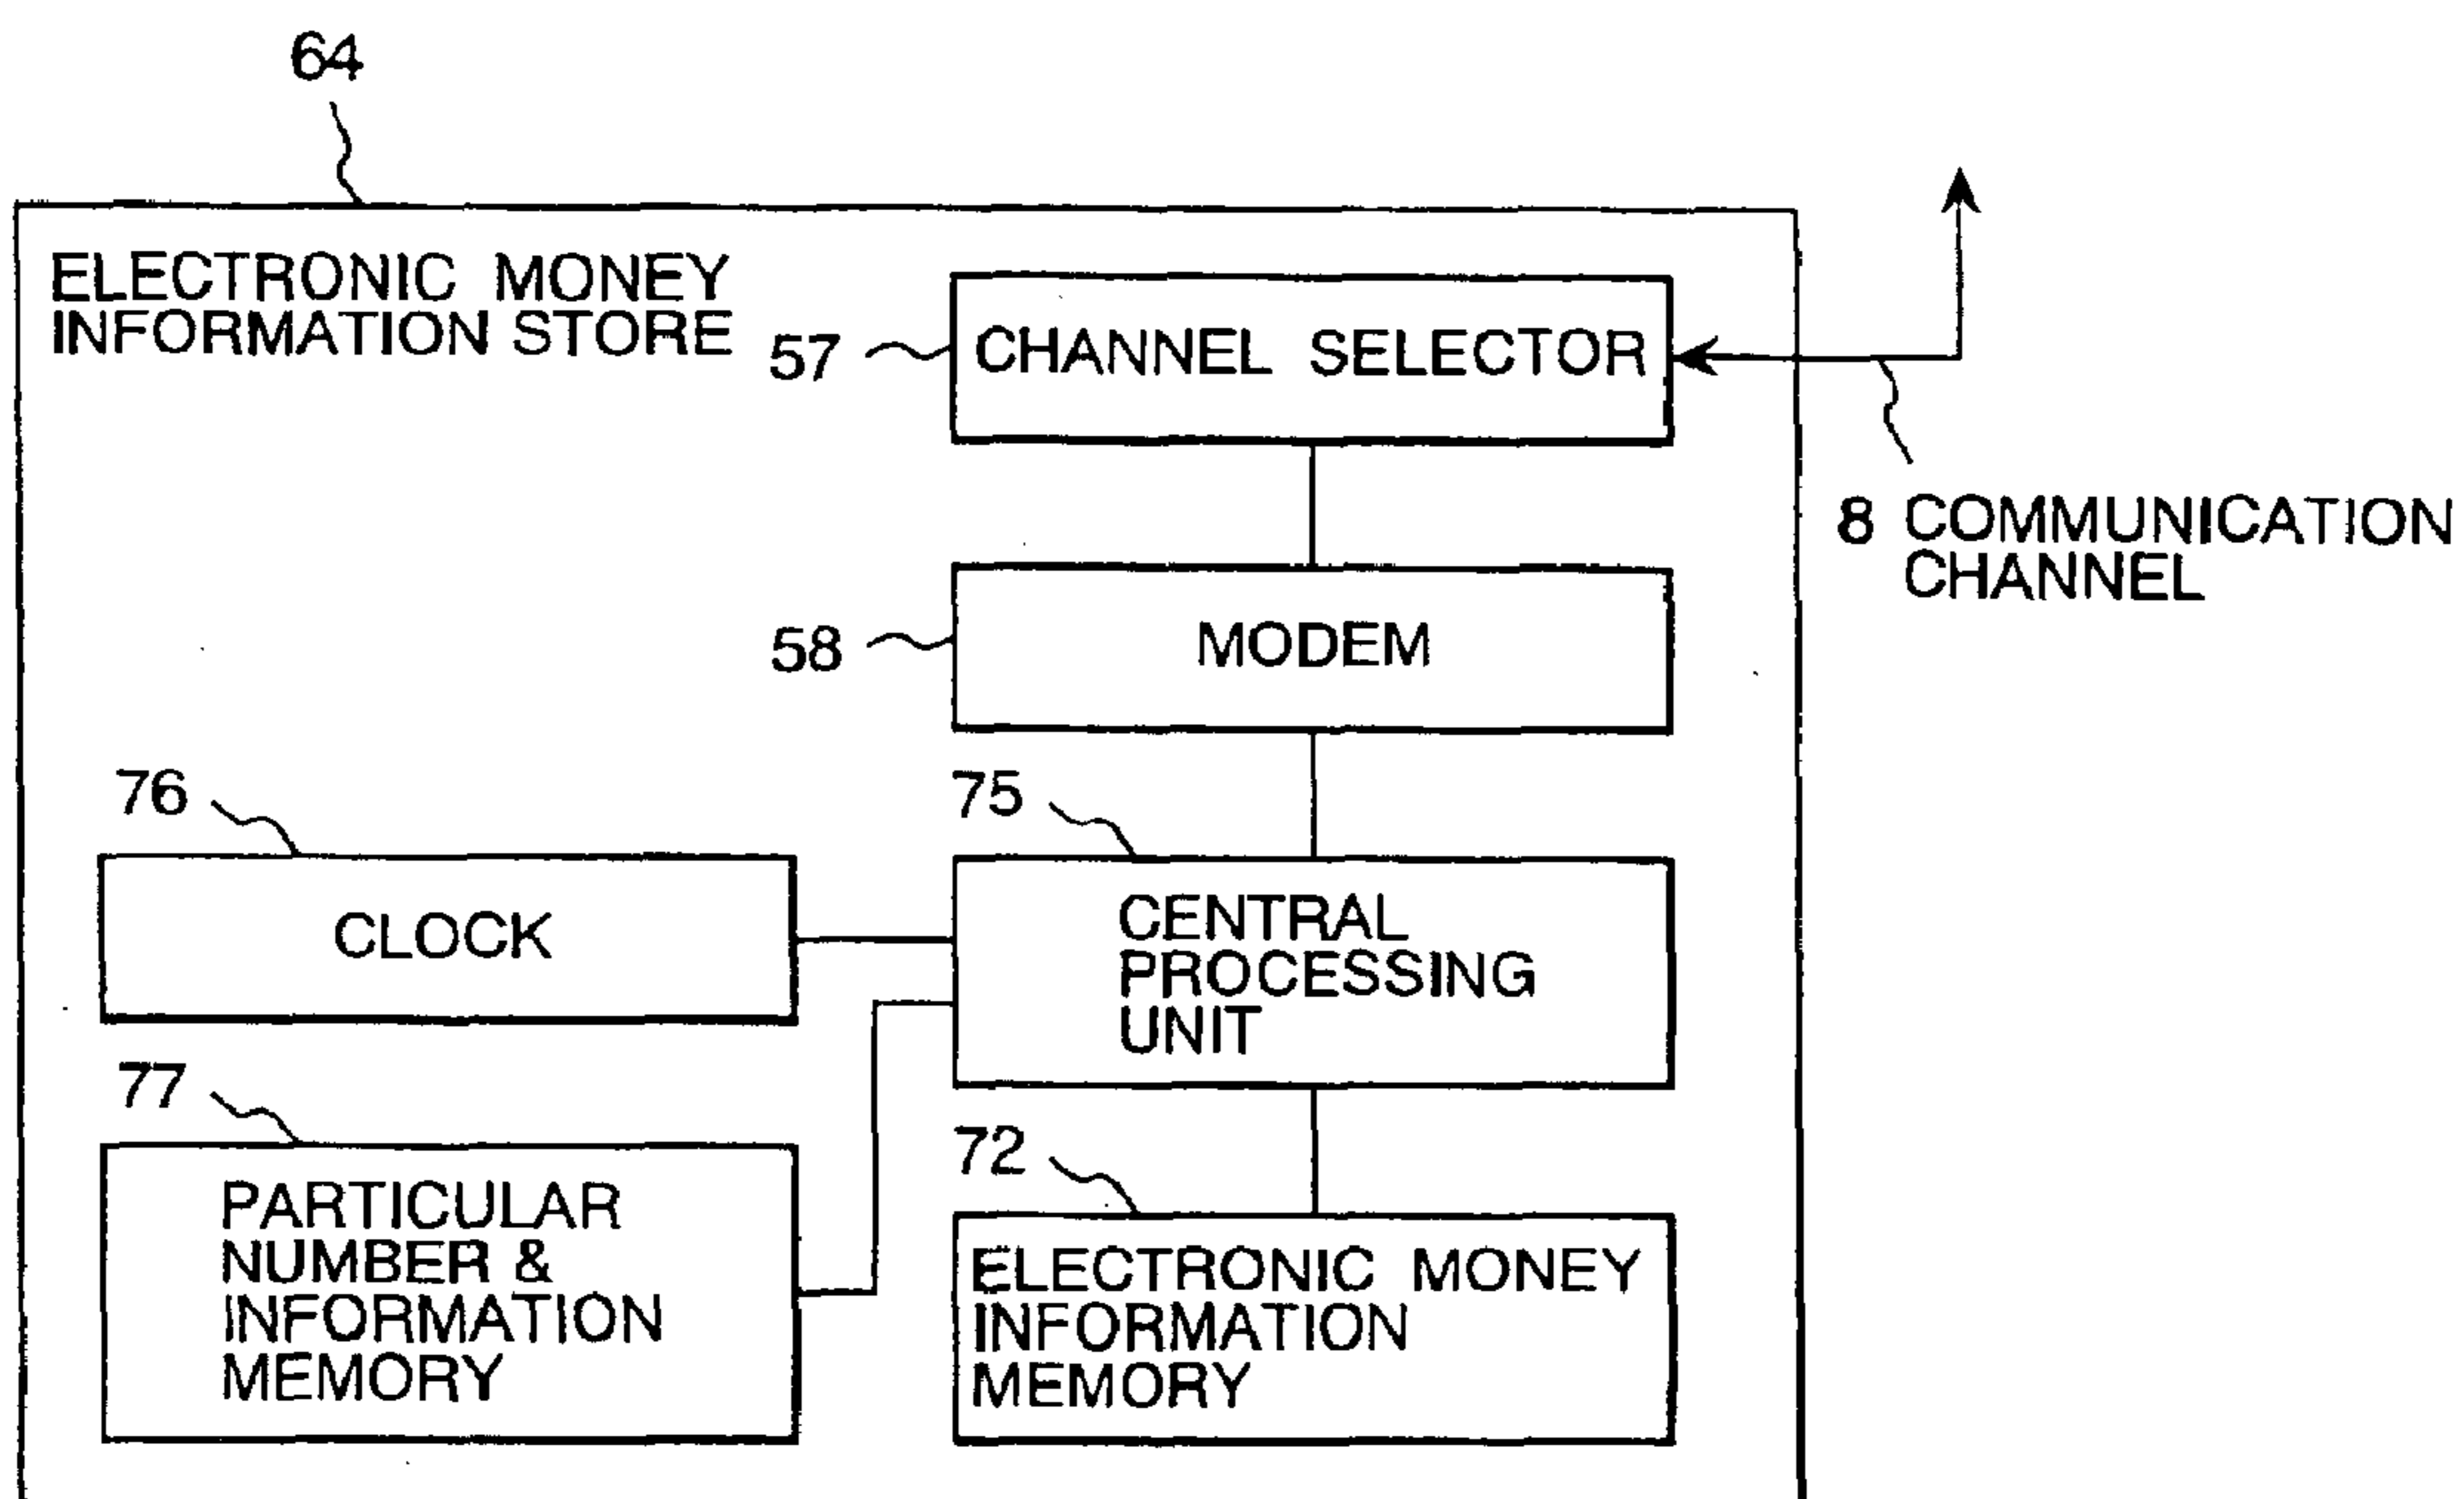 64
ELECTRONIC MONEY
INFORMATION STORE
57
CHANNEL SELECTOR
8 COMMUNICATION
CHANNEL
58
MODEM
76
75
CLOCK
CENTRAL
PROCESSING
UNIT
77
72
PARTICULAR
NUMBER &
INFORMATION
MEMORY
ELECTRONIC MONEY
INFORMATION
MEMORY